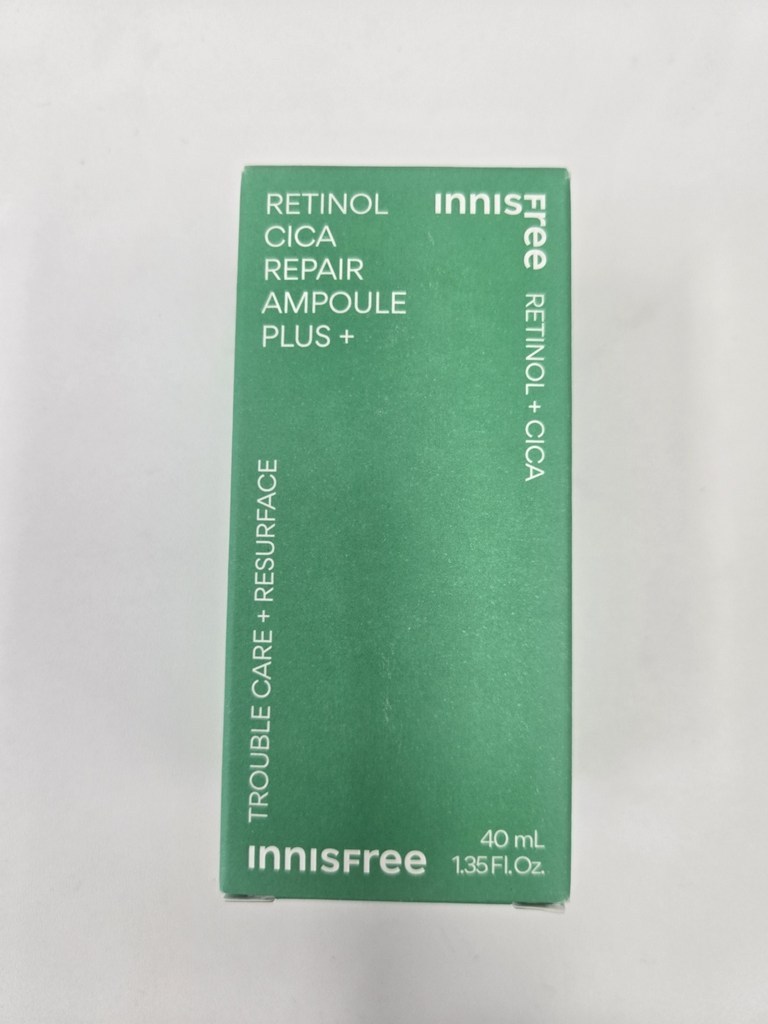 RETINOL
CICA
REPAIR
AMPOULE
PLUS +
innisFree
RETINOL + CICA
TROUBLE CARE + RESURFACE
innisFree
40 mL
1.35 Fl. Oz.